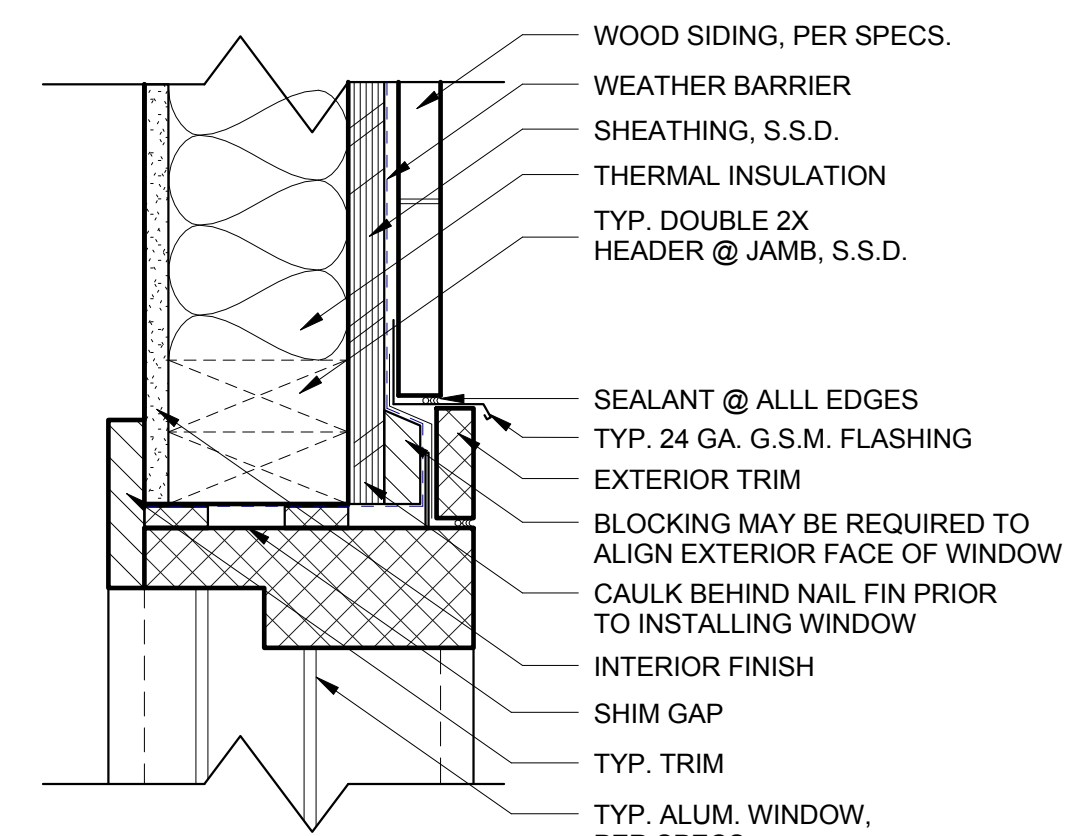 WOOD SIDING, PER SPECS.
WEATHER BARRIER
SHEATHING, S.S.D.
THERMAL INSULATION
TYP. DOUBLE 2X
HEADER @ JAMB, S.S.D.
SEALANT @ ALLL EDGES
TYP. 24 GA. G.S.M. FLASHING
EXTERIOR TRIM
BLOCKING MAY BE REQUIRED TO
ALIGN EXTERIOR FACE OF WINDOW
CAULK BEHIND NAIL FIN PRIOR
TO INSTALLING WINDOW
INTERIOR FINISH
SHIM GAP
TYP. TRIM
TYP. ALUM. WINDOW,
PER SPECS